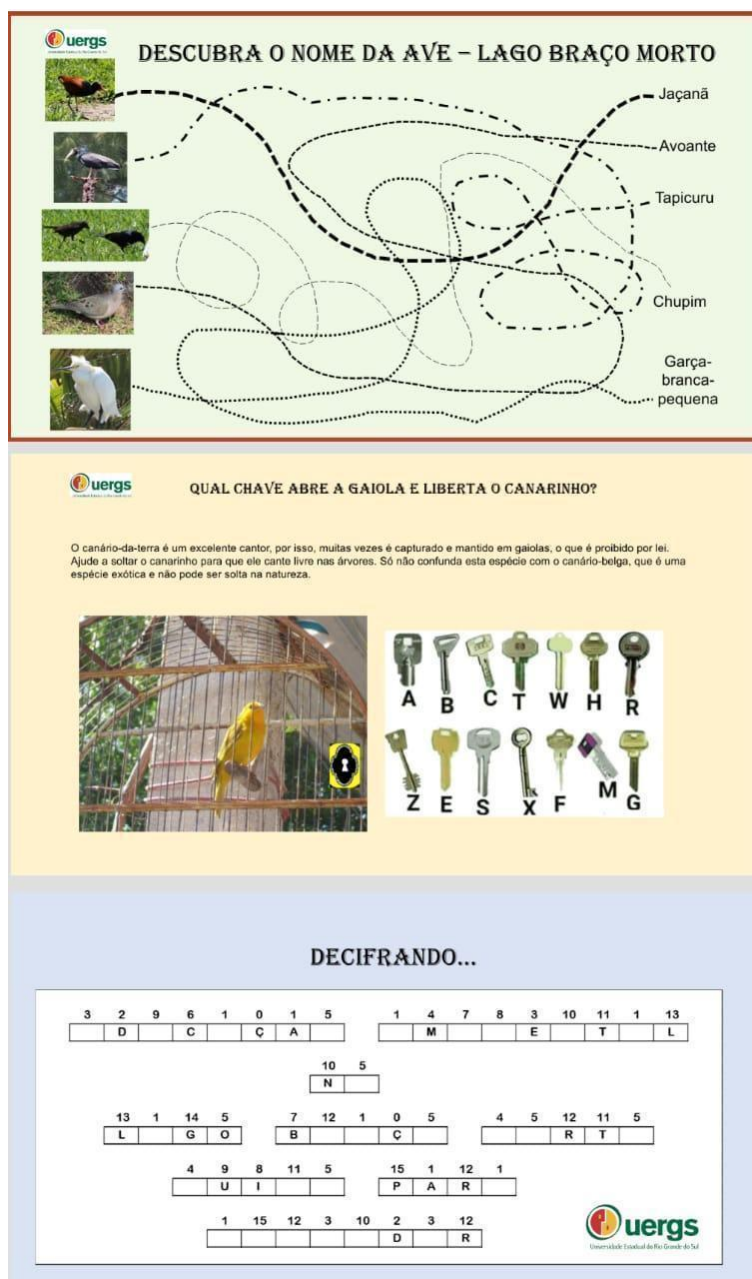 uergs
DESCUBRA O NOME DA AVE – LAGO BRAÇO MORTO
Jaçanã
Avoante
Tapicuru
Chupim
Garça-
branca-
pequena
uergs
QUAL CHAVE ABRE A GAIOLA E LIBERTA O CANARINHO?
O canário-da-terra é um excelente cantor, por isso, muitas vezes é capturado e mantido em gaiolas, o que é proibido por lei.
Ajude a soltar o canarinho para que ele cante livre nas árvores. Só não confunda esta espécie com o canário-belga, que é uma
espécie exótica e não pode ser solta na natureza.
A B C T W H R
Z E S X F M G
DECIFRANDO...
3 2 9 6 1 0 1 5 1 4 7 8 3 10 11 1 13
D C Ç A M E T L
10 5
N
13 1 14 5 7 12 1 0 5 4 5 12 11 5
L G O B Ç R T
4 9 8 11 5 15 1 12 1
U I P A R
1 15 12 3 10 2 3 12
D R
uergs
Universidade Estadual do Rio Grande do Sul